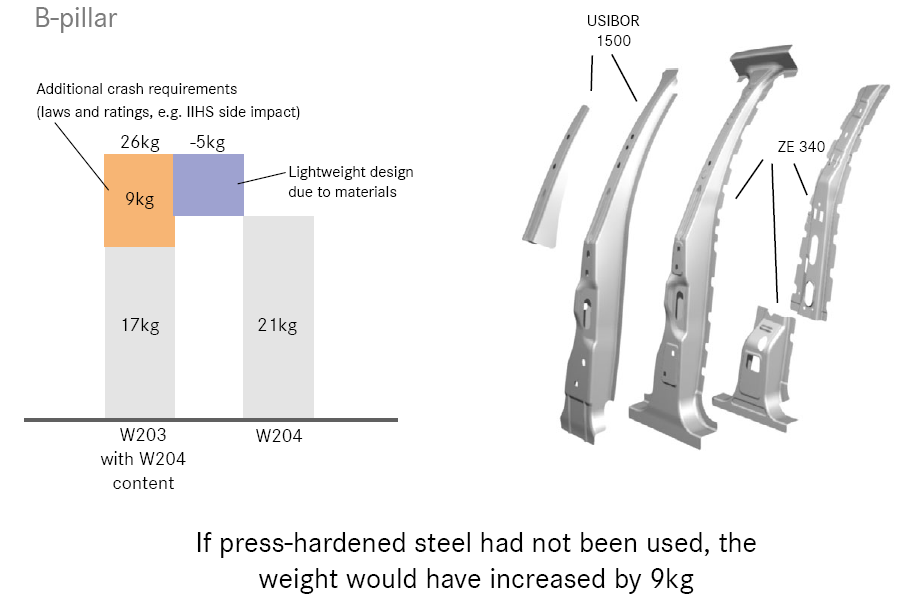 B-pillar
USIBOR
1500
Additional crash requirements
(laws and ratings, e.g. IIHS side impact)
26kg
-5kg
ZE 340
Lightweight design
due to materials
9kg
17kg
21kg
W203
with W204
content
W204
If press-hardened steel had not been used, the
weight would have increased by 9kg